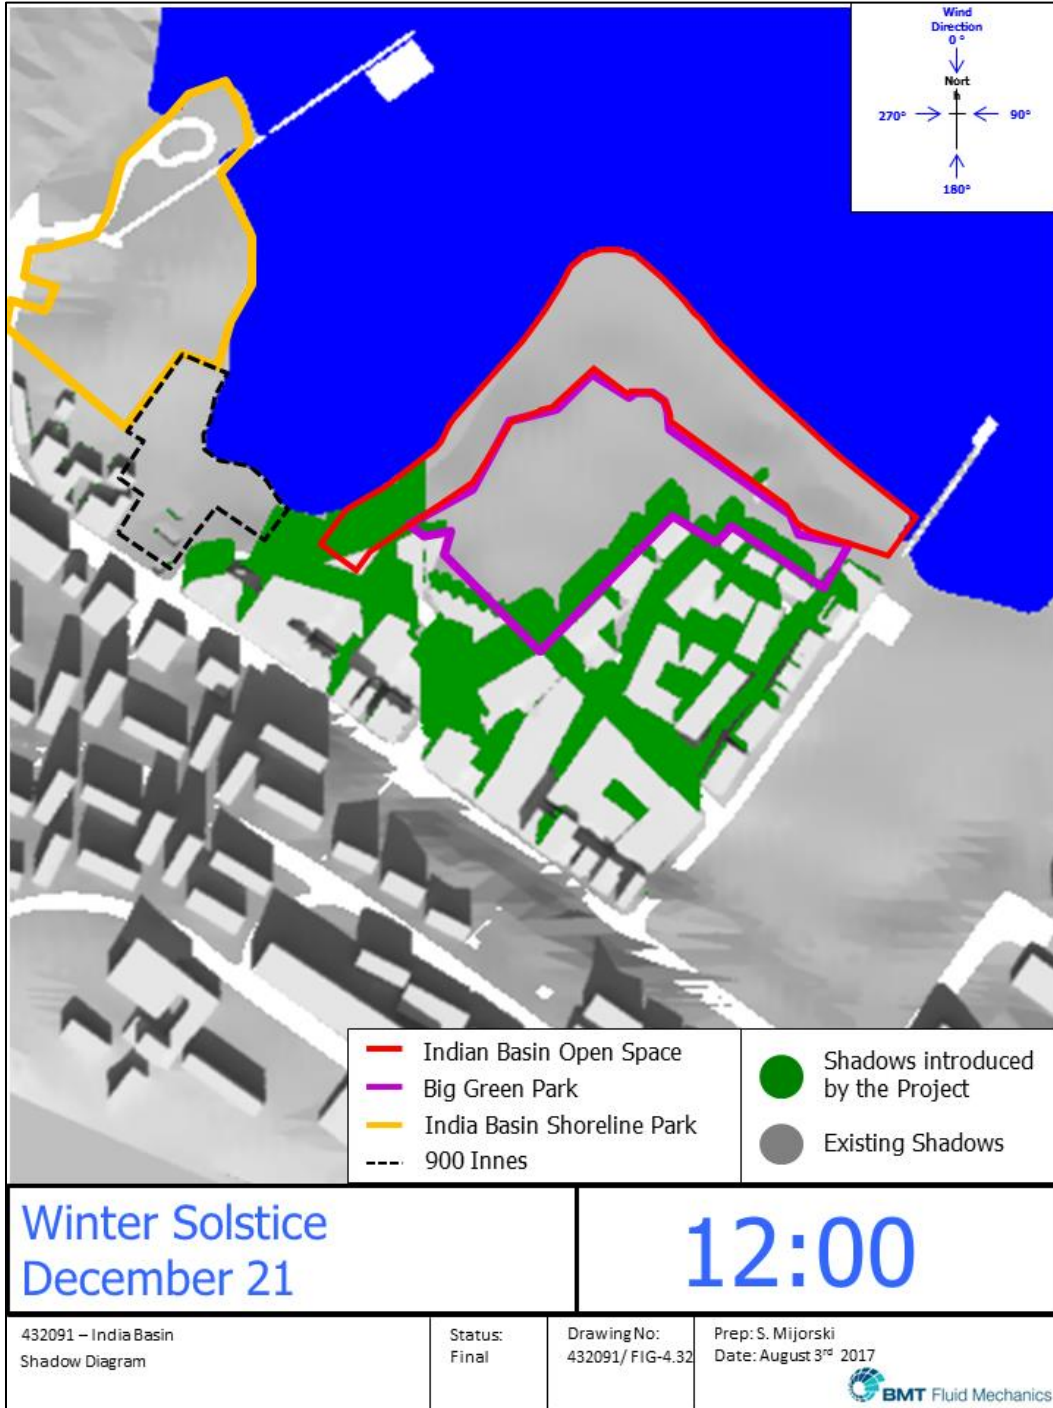 Wind
Direction
0 °
Nort
h
270°
90°
180°
Indian Basin Open Space
Big Green Park
India Basin Shoreline Park
900 Innes
Shadows introduced
by the Project
Existing Shadows
Winter Solstice
December 21
12:00
432091 – India Basin
Shadow Diagram
Status:
Final
Drawing No:
432091/ FIG-4.32
Prep: S. Mijorski
Date: August 3rd 2017
BMT Fluid Mechanics